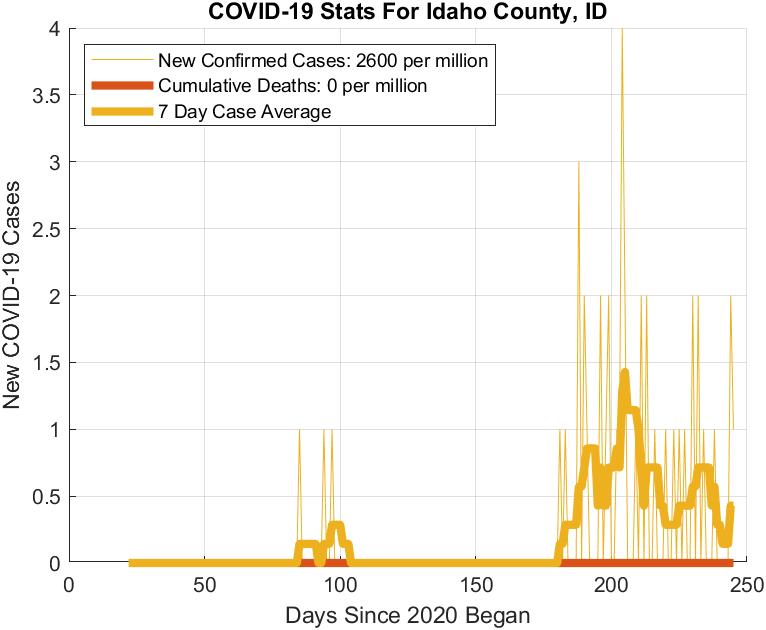 COVID-19 Stats For Idaho County, ID
New Confirmed Cases: 2600 per million
Cumulative Deaths: 0 per million
7 Day Case Average
New COVID-19 Cases
4
3.5
3
2.5
2
1.5
1
0.5
0
0 50 100 150 200 250
Days Since 2020 Began